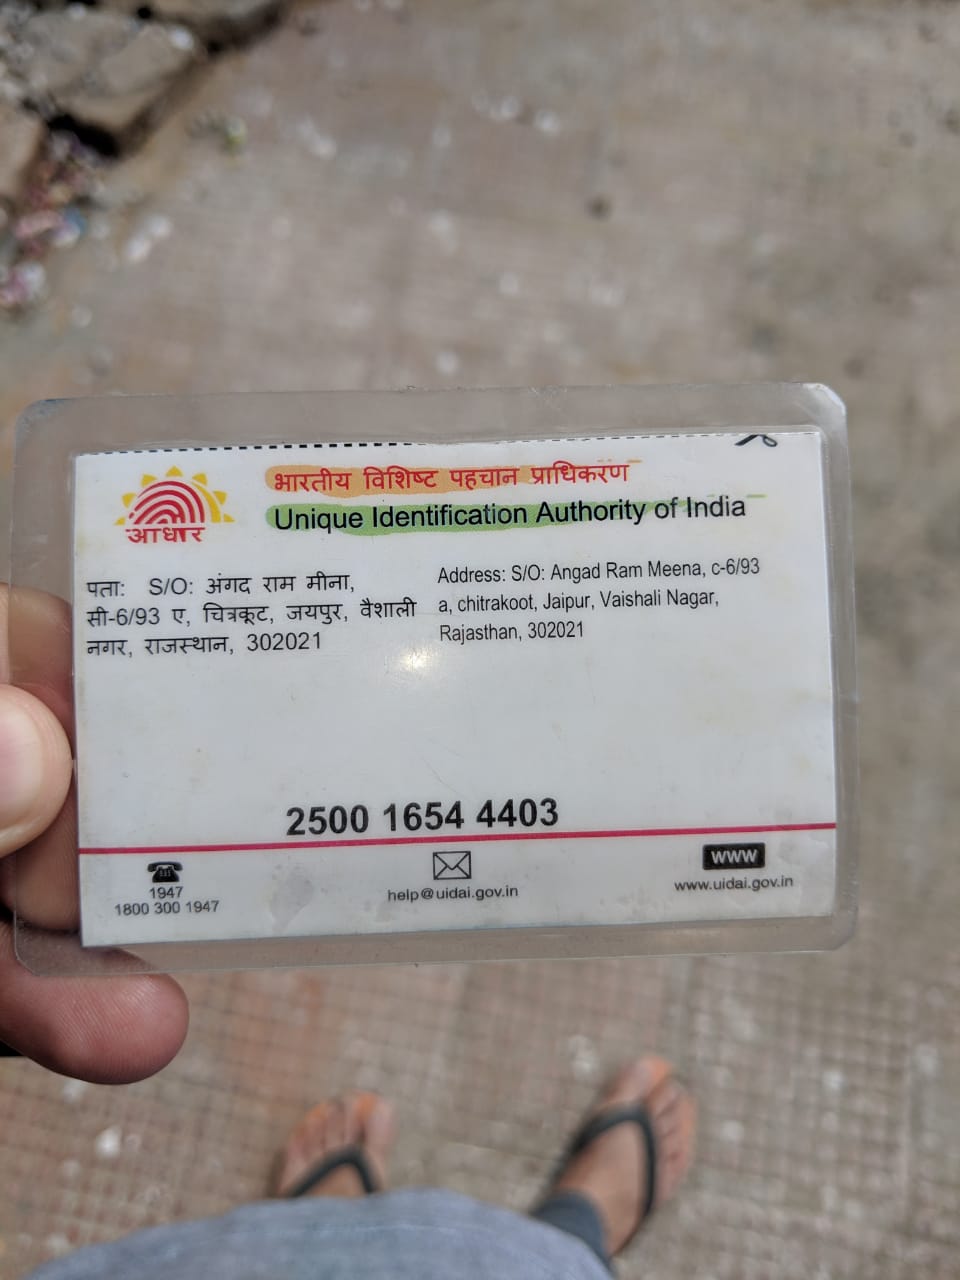 भारतीय विशिष्ट पहचान प्राधिकरण
Unique Identification Authority of India
आधार
पता: S/O: अंगद राम मीना,
सी-6/93 ए, चित्रकूट, जयपुर, वैशाली
नगर, राजस्थान, 302021
Address: S/O: Angad Ram Meena, c-6/93
a, chitrakoot, Jaipur, Vaishali Nagar,
Rajasthan, 302021
2500 1654 4403
1947
1800 300 1947
help@uidai.gov.in
WWW
www.uidai.gov.in